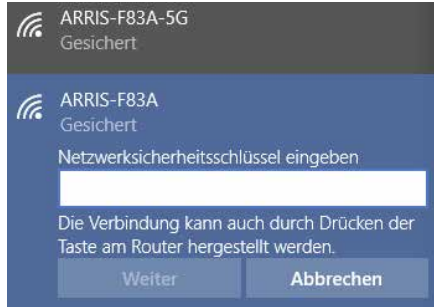 ARRIS-F83A-5G
Gesichert
ARRIS-F83A
Gesichert
Netzwerksicherheitsschlüssel eingeben
Die Verbindung kann auch durch Drücken der
Taste am Router hergestellt werden.
Weiter Abbrechen